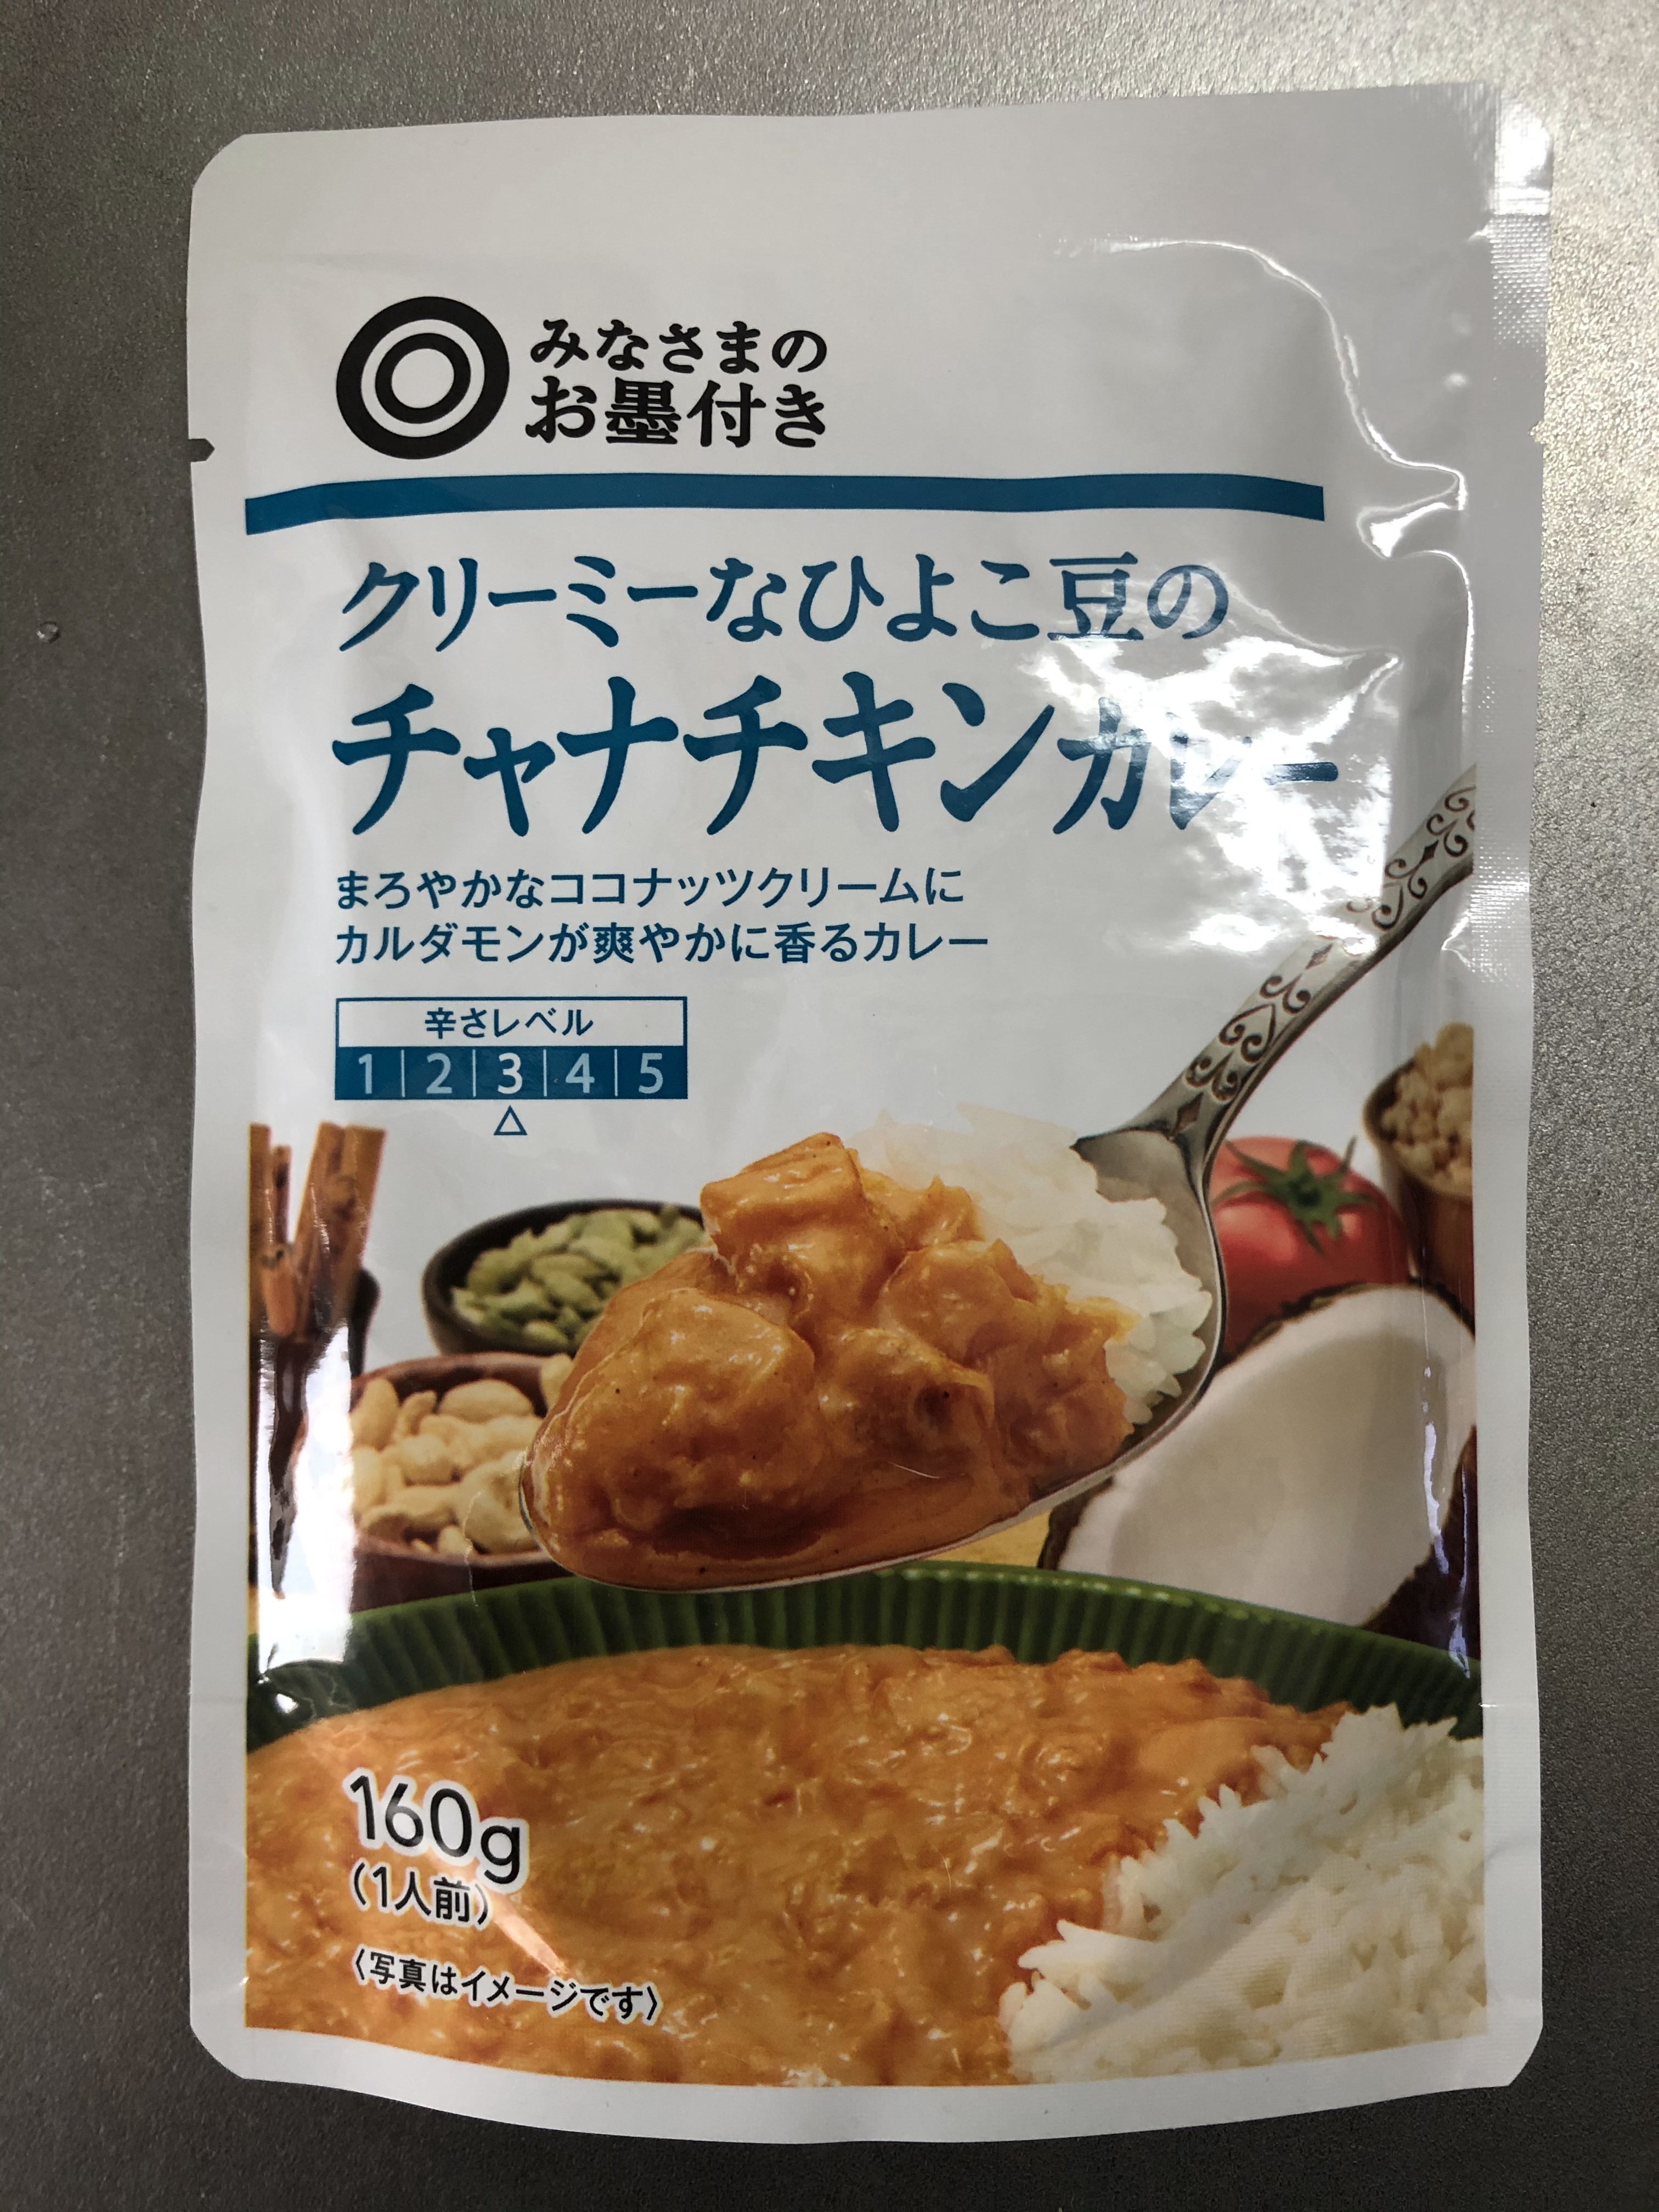 みなさまの
お墨付き
クリーミーなひよこ豆の
チャナチキンカレー
まろやかなココナッツクリームに
カルダモンが爽やかに香るカレー
辛さレベル
1 2 3 4 5
△
160g
(1人前)
〈写真はイメージです〉